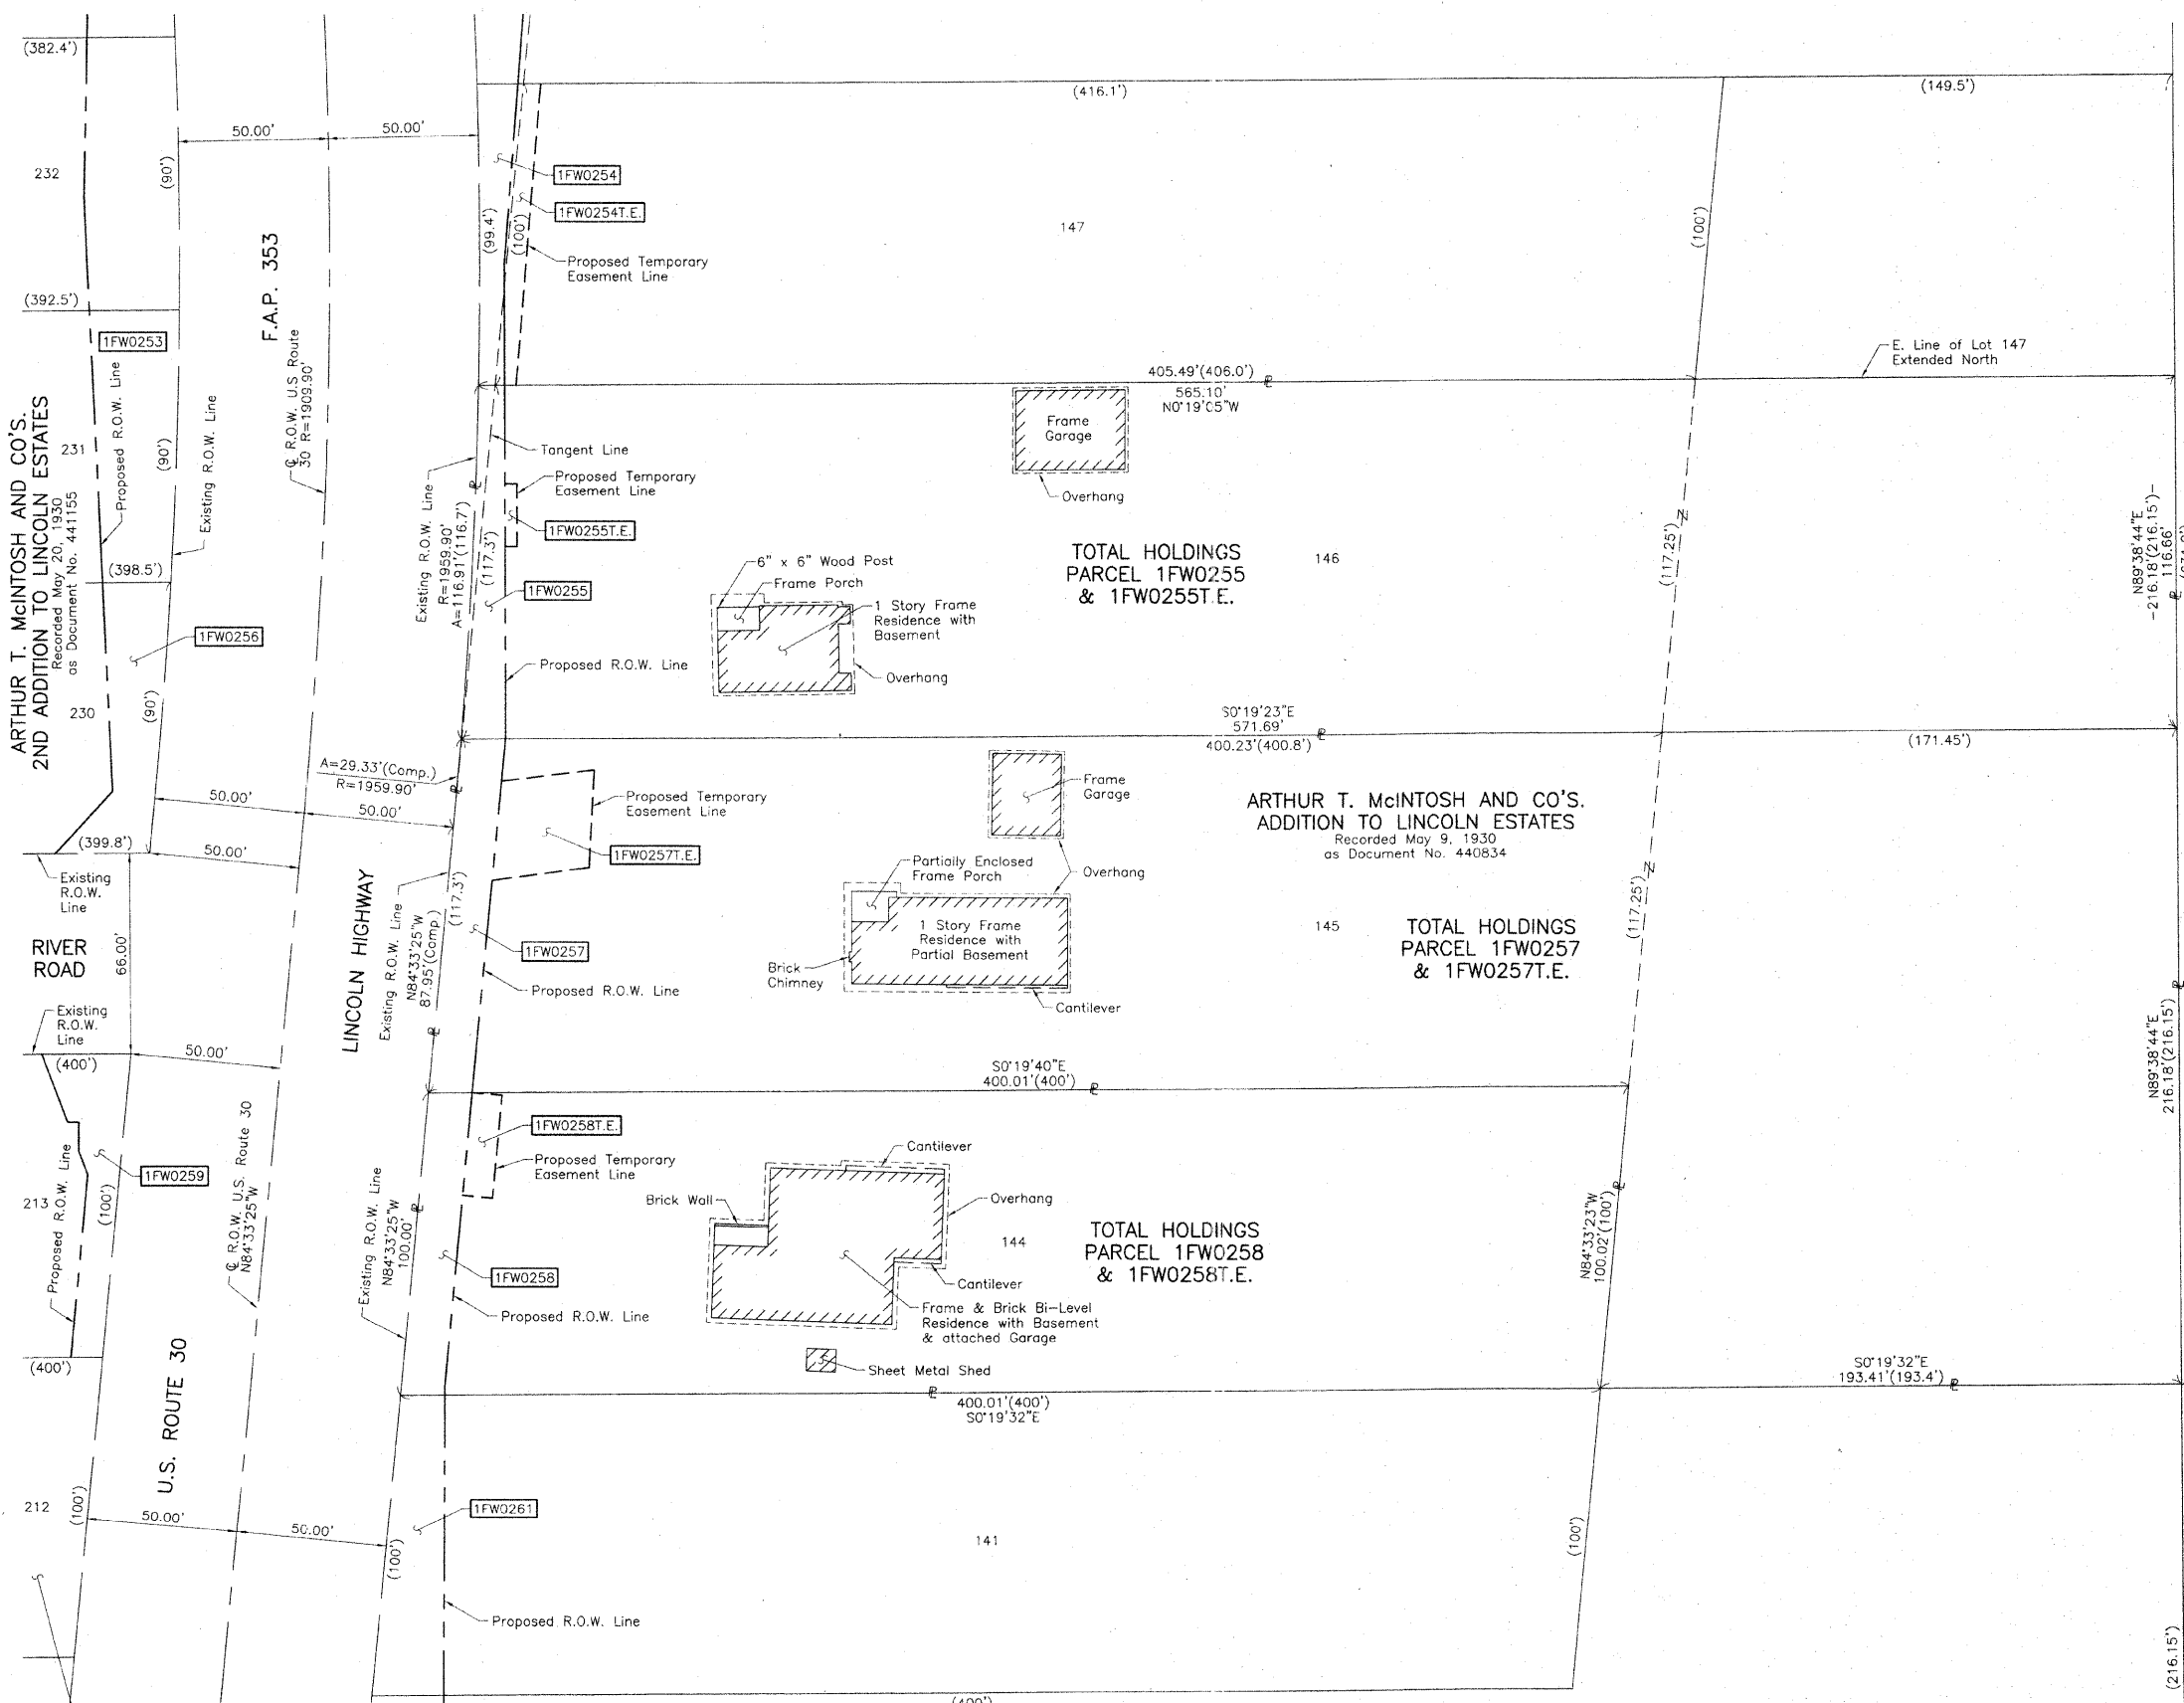 (382.4')
(416.1')
(149.5')
50.00'
50.00'
232
(90')
1FW0254
1FW0254T.E.
(99.4')
(100')
147
(100')
F.A.P. 353
Proposed Temporary
Easement Line
(392.5')
1FW0253
E. Line of Lot 147
Extended North
405.49'(406.0')
565.10'
N0°19'05"W
Frame
Garage
Overhang
℄ R.O.W. U.S Route
30 R=1909.90'
ARTHUR T. McINTOSH AND CO'S.
2ND ADDITION TO LINCOLN ESTATES
Recorded May 20, 1930
as Document No. 441155
231
Proposed R.O.W. Line
(90')
Existing R.O.W. Line
Tangent Line
Proposed Temporary
Easement Line
1FW0255T.E.
Existing R.O.W. Line
R=1959.90'
A=116.91'(116.7')
(117.3')
(398.5')
1FW0255
6" x 6" Wood Post
Frame Porch
1 Story Frame
Residence with
Basement
Overhang
TOTAL HOLDINGS
PARCEL 1FW0255
& 1FW0255T.E.
146
(117.25')
N89°38'44"E
-216.18'(216.15')-
116.66'
1FW0256
Proposed R.O.W. Line
230
(90')
S0°19'23"E
571.69'
400.23'(400.8')
(171.45')
A=29.33'(Comp.)
R=1959.90'
50.00'
50.00'
Proposed Temporary
Easement Line
Frame
Garage
ARTHUR T. McINTOSH AND CO'S.
ADDITION TO LINCOLN ESTATES
Recorded May 9, 1930
as Document No. 440834
(399.8')
50.00'
1FW0257T.E.
Partially Enclosed
Frame Porch
Overhang
Existing
R.O.W.
Line
RIVER
ROAD
66.00'
LINCOLN HIGHWAY
Existing R.O.W. Line
N84°33'25"W
87.95'(Comp.)
(117.3')
1FW0257
1 Story Frame
Residence with
Partial Basement
145
TOTAL HOLDINGS
PARCEL 1FW0257
& 1FW0257T.E.
(117.25')
Brick
Chimney
Proposed R.O.W. Line
Cantilever
Existing
R.O.W.
Line
50.00'
(400')
S0°19'40"E
400.01'(400')
N89°38'44"E
216.18'(216.15')
1FW0258T.E.
Cantilever
Proposed Temporary
Easement Line
Brick Wall
Overhang
1FW0259
213
Proposed R.O.W. Line
(100')
℄ R.O.W. U.S. Route 30
N84°33'25"W
Existing R.O.W. Line
N84°33'25"W
100.00'
144
TOTAL HOLDINGS
PARCEL 1FW0258
& 1FW0258T.E.
N84°33'23"W
100.02'(100')
1FW0258
Cantilever
Proposed R.O.W. Line
Frame & Brick Bi-Level
Residence with Basement
& attached Garage
Sheet Metal Shed
(400')
S0°19'32"E
193.41'(193.4')
400.01'(400')
S0°19'32"E
U.S. ROUTE 30
212
(100')
50.00'
50.00'
1FW0261
(100')
141
(100')
Proposed R.O.W. Line
(216.15')
(400')